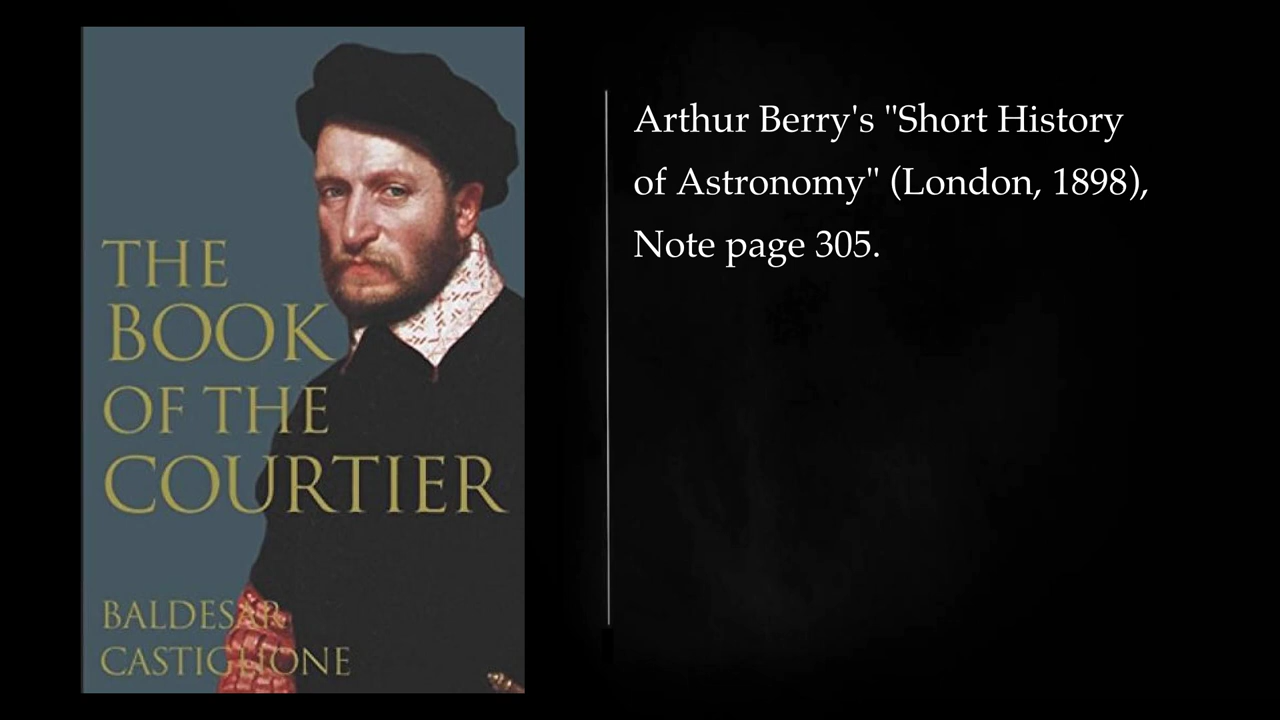 THE
BOOK
OF THE
COURTIER
BALDESAR
CASTIGLIONE
Arthur Berry's "Short History
of Astronomy" (London, 1898),
Note page 305.